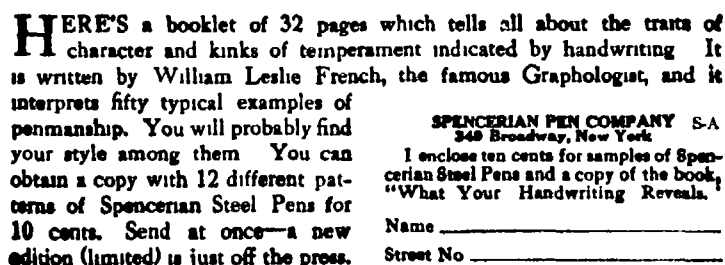 HERE'S a booklet of 32 pages which tells all about the traits of
character and kinks of temperament indicated by handwriting It
is written by William Leslie French, the famous Graphologist, and it
interprets fifty typical examples of
penmanship. You will probably find
your style among them You can
obtain a copy with 12 different pat-
terns of Spencerian Steel Pens for
10 cents. Send at once—a new
edition (limited) is just off the press.
SPENCERIAN PEN COMPANY S-A
349 Broadway, New York
I enclose ten cents for samples of Spen-
cerian Steel Pens and a copy of the book,
"What Your Handwriting Reveals."
Name
Street No